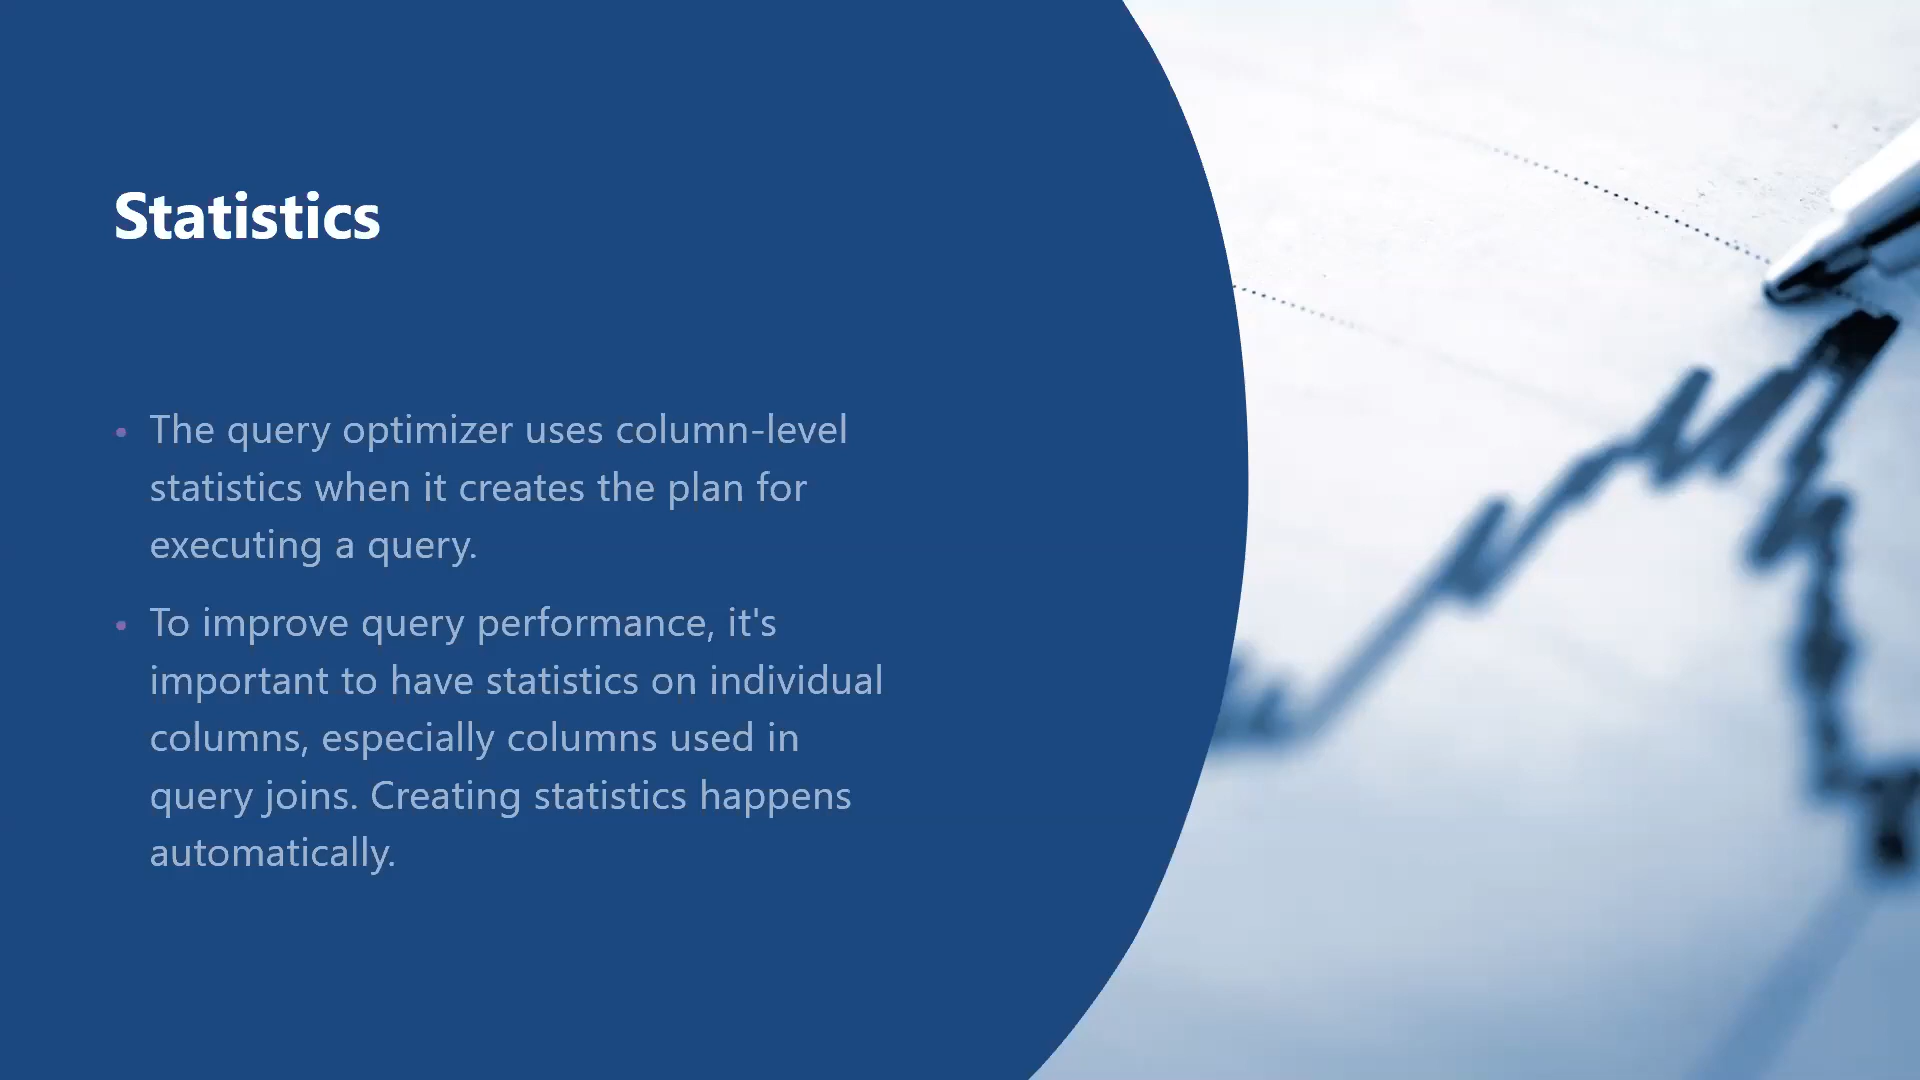 Statistics
• The query optimizer uses column-level
statistics when it creates the plan for
executing a query.
• To improve query performance, it's
important to have statistics on individual
columns, especially columns used in
query joins. Creating statistics happens
automatically.